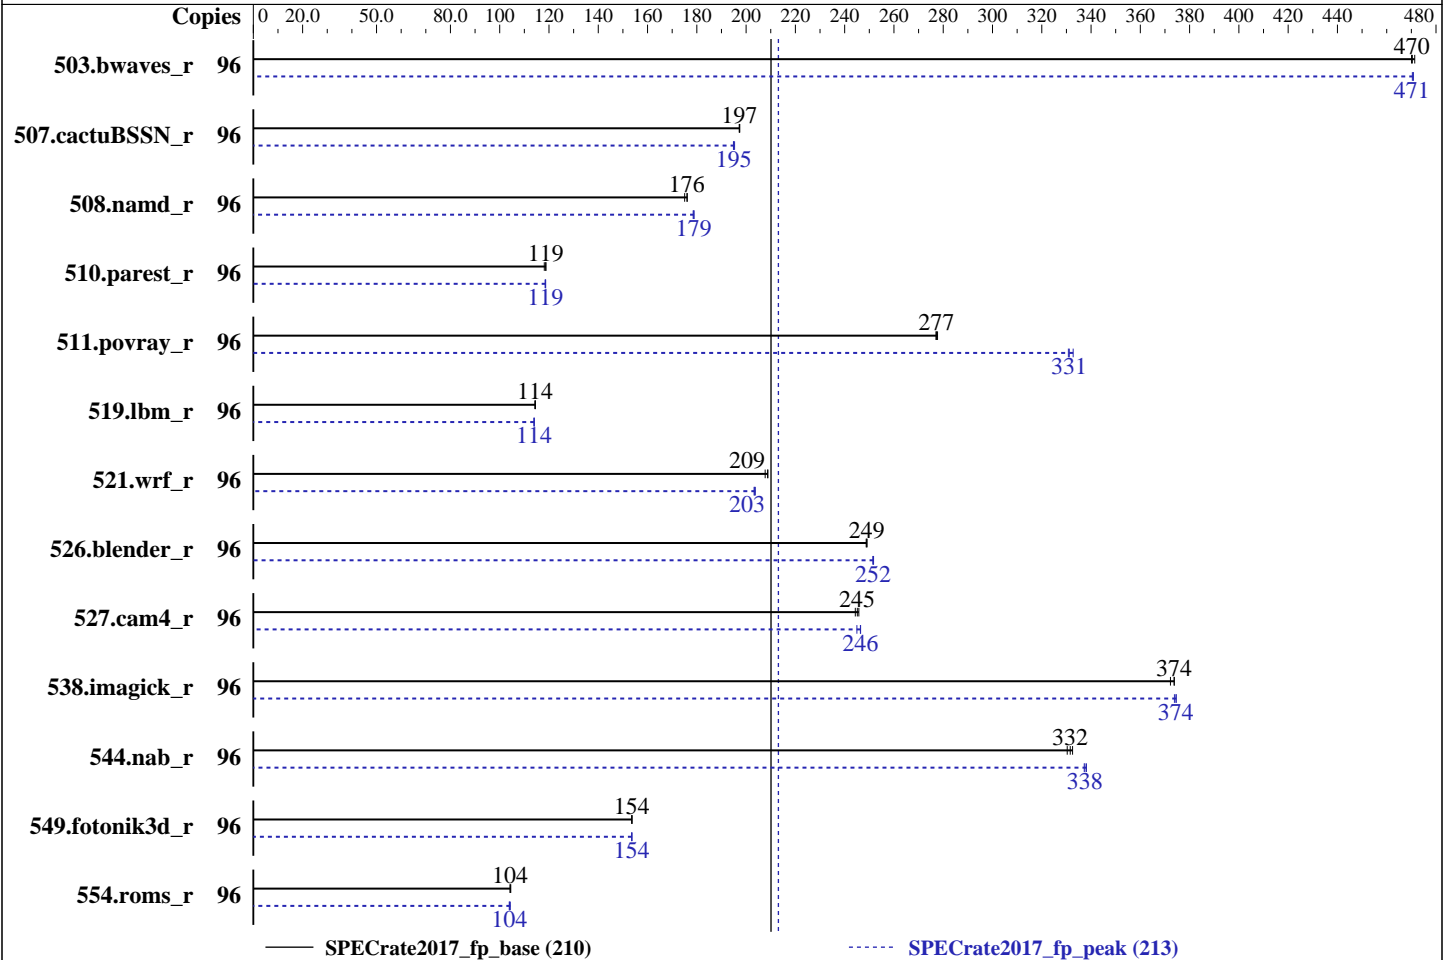 Copies 0 20.0 50.0 80.0 100 120 140 160 180 200 220 240 260 280 300 320 340 360 380 400 420 440 480
470
503.bwaves_r 96
471
197
507.cactuBSSN_r 96
195
176
508.namd_r 96
179
119
510.parest_r 96
119
277
511.povray_r 96
331
114
519.lbm_r 96
114
209
521.wrf_r 96
203
249
526.blender_r 96
252
245
527.cam4_r 96
246
374
538.imagick_r 96
374
332
544.nab_r 96
338
154
549.fotonik3d_r 96
154
104
554.roms_r 96
104
SPECrate2017_fp_base (210) SPECrate2017_fp_peak (213)